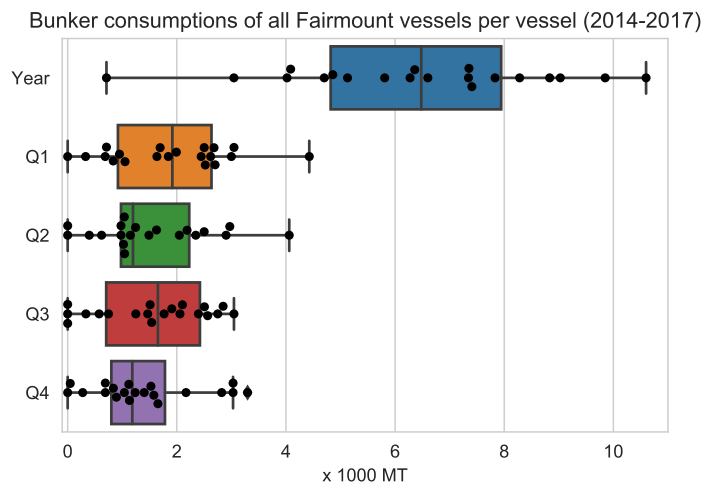 Bunker consumptions of all Fairmount vessels per vessel (2014-2017)
Year
Q1
Q2
Q3
Q4
0 2 4 6 8 10
x 1000 MT